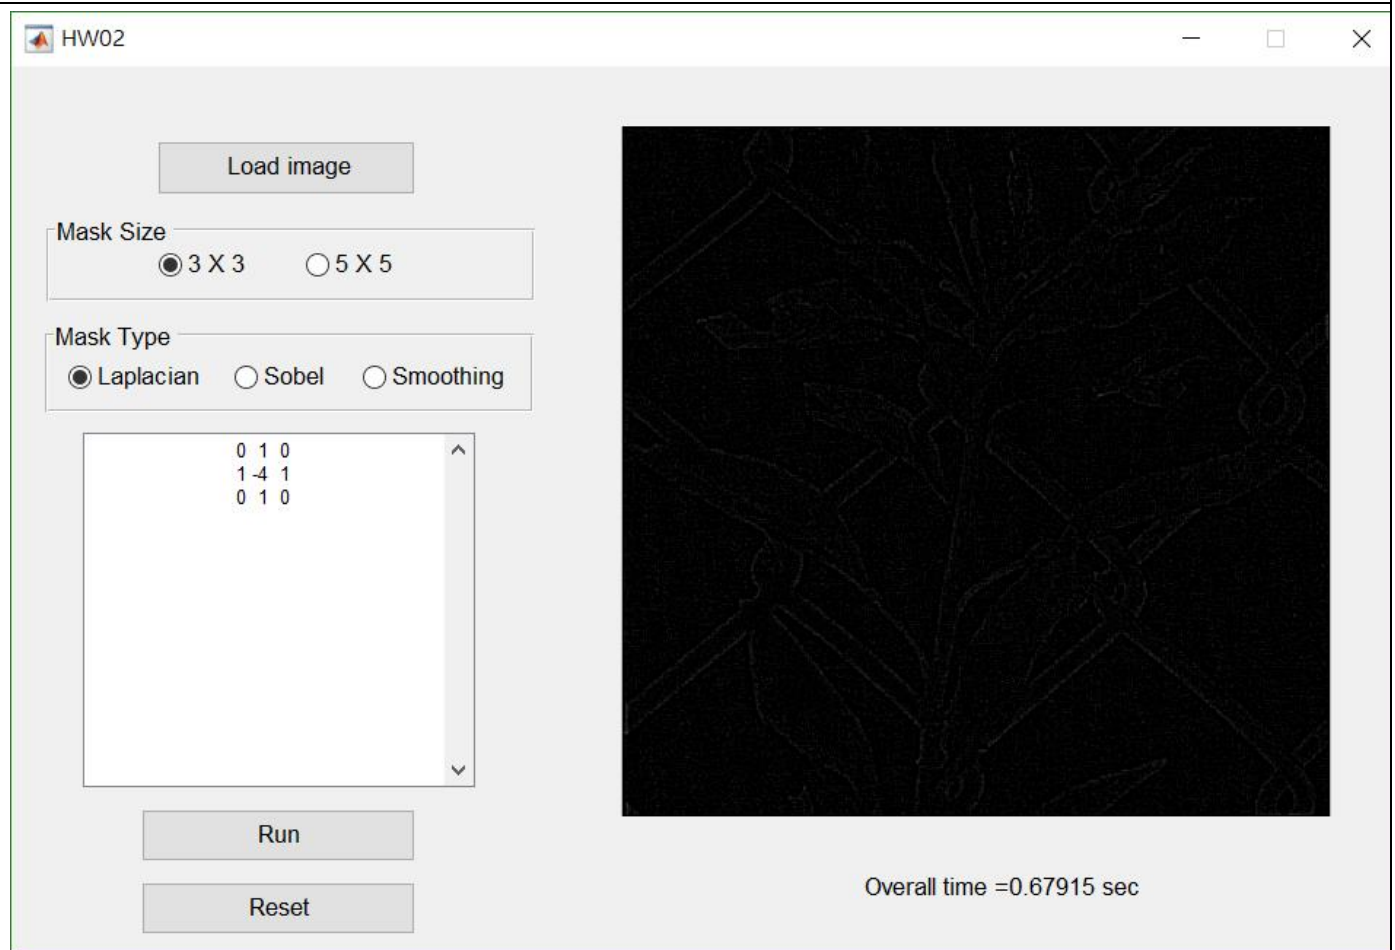 HW02
Load image
Mask Size
3 X 3 5 X 5
Mask Type
Laplacian Sobel Smoothing
0 1 0
1 -4 1
0 1 0
Run
Reset
Overall time =0.67915 sec